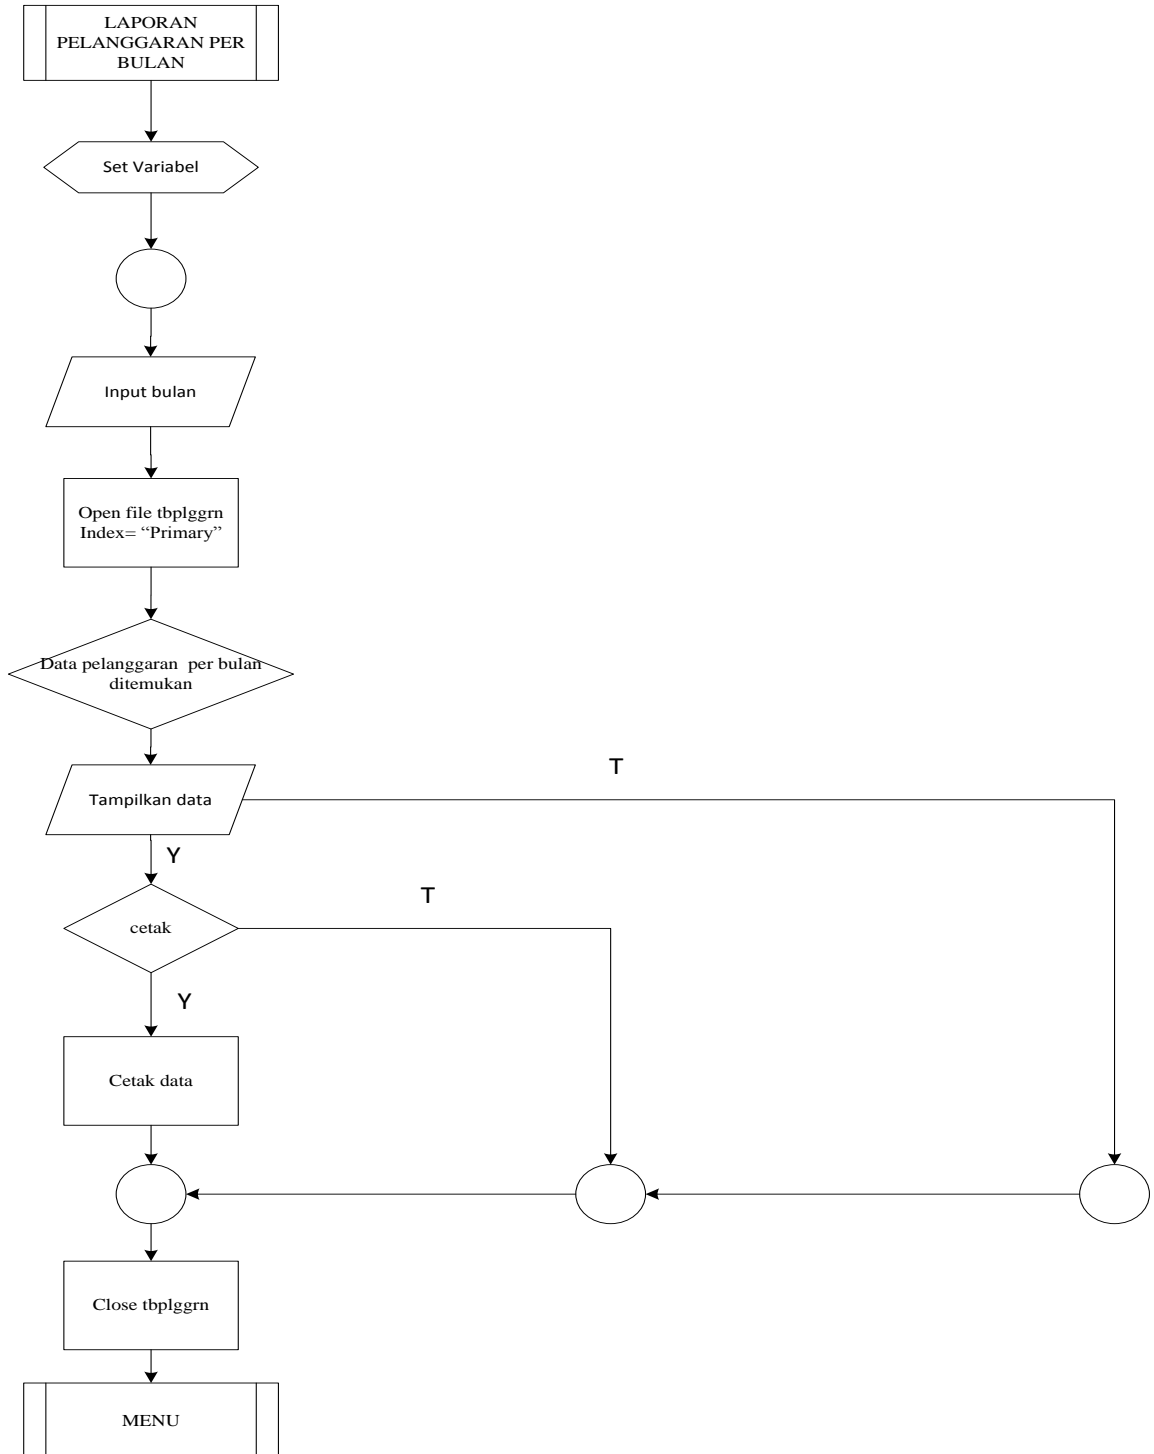 LAPORAN
PELANGGARAN PER
BULAN
Set Variabel
Input bulan
Open file tbplggrn
Index= “Primary”
Data pelanggaran  per bulan
ditemukan
T
Tampilkan data
Y
T
cetak
Y
Cetak data
Close tbplggrn
MENU